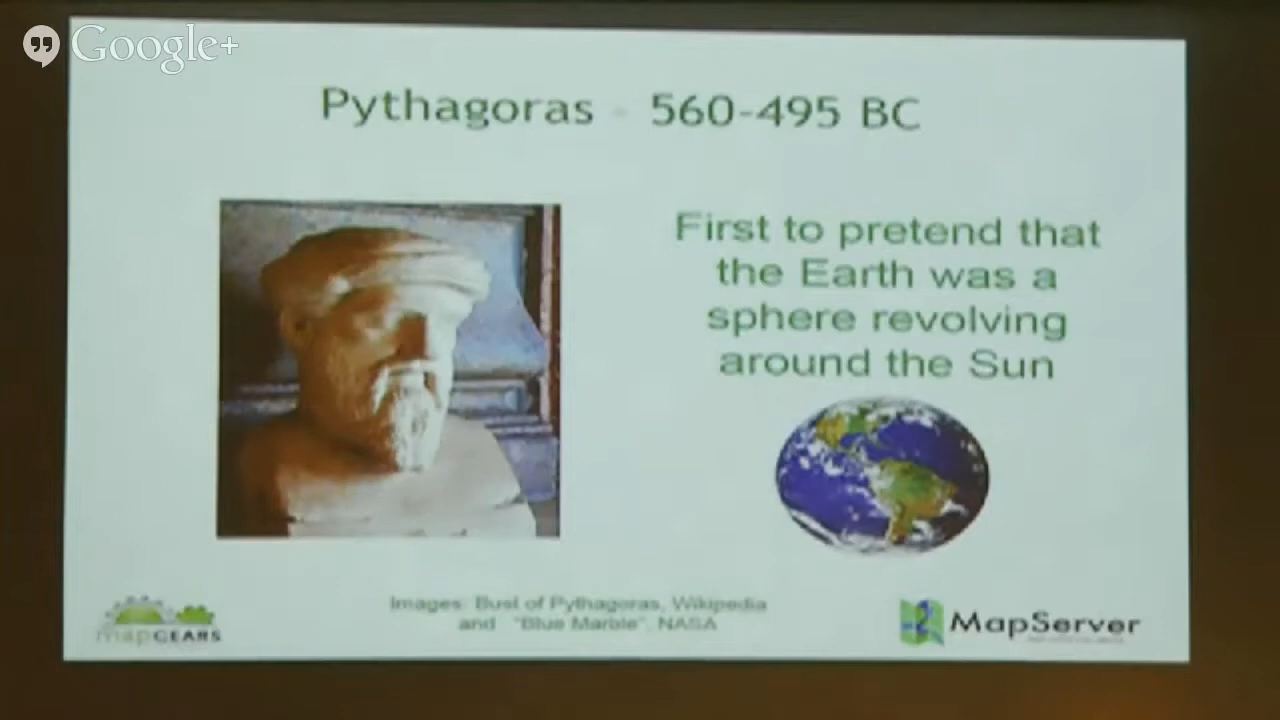 Google+
Pythagoras - 560-495 BC
First to pretend that
the Earth was a
sphere revolving
around the Sun
Images: Bust of Pythagoras, Wikipedia
and "Blue Marble", NASA
mapGEARS
MapServer